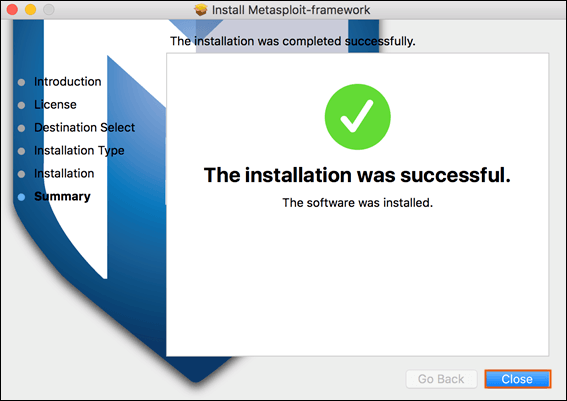 Install Metasploit-framework
The installation was completed successfully.
Introduction
License
Destination Select
Installation Type
Installation
Summary
The installation was successful.
The software was installed.
Go Back
Close